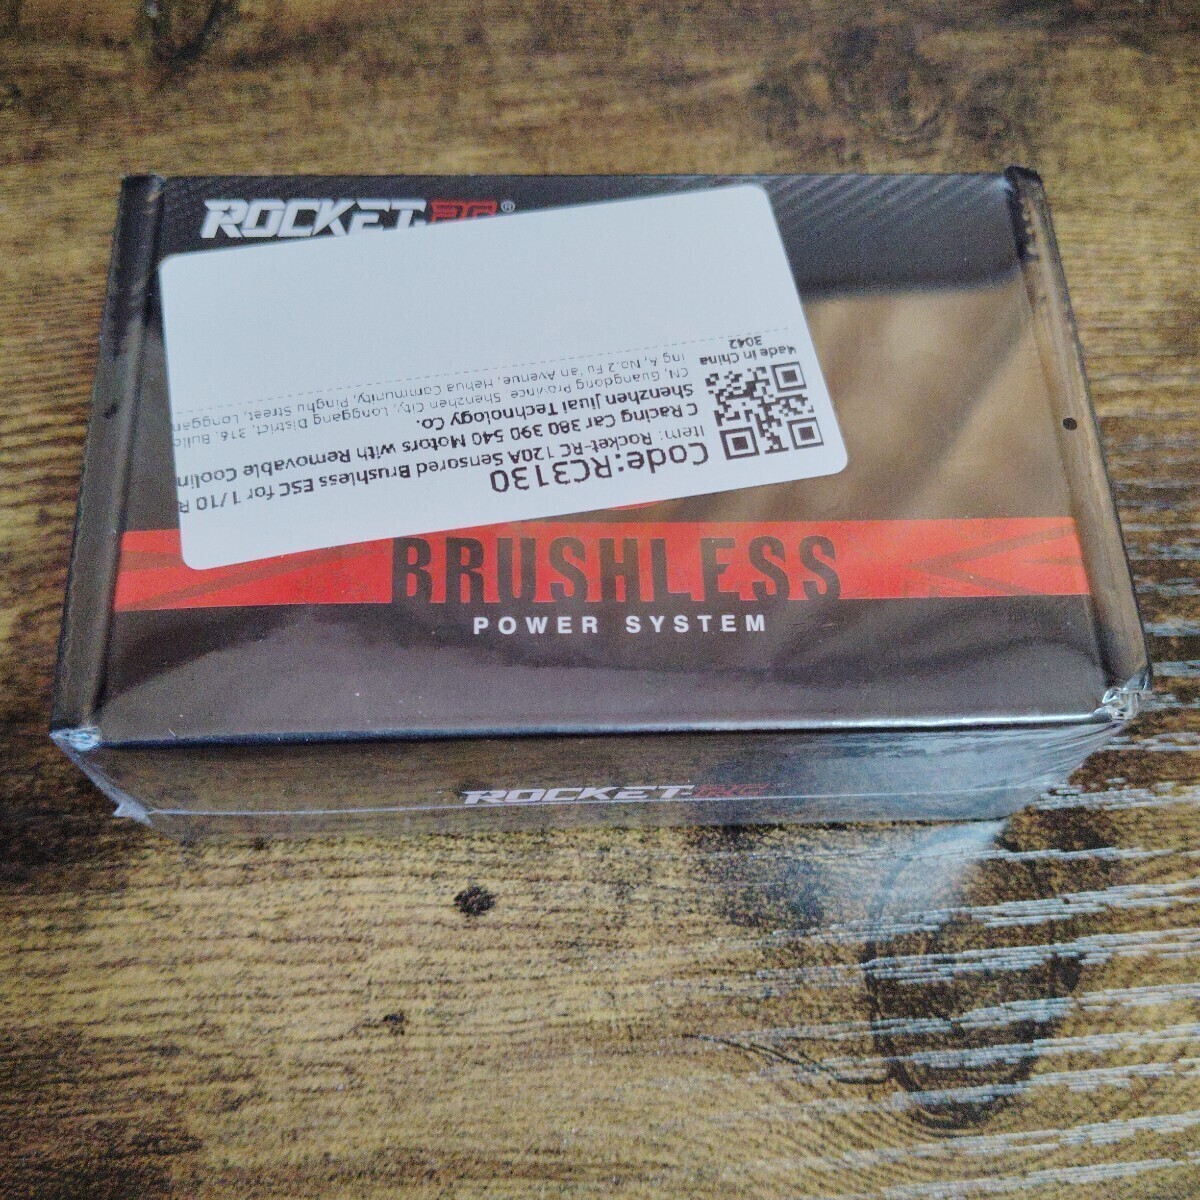 ROCKET-RC®
Code:RC3130
Item: Rocket-RC 120A Sensored Brushless ESC for 1/10 R
C Racing Car 380 390 540 Motors with Removable Coolin
Shenzhen Jiuai Technology Co.
CN, Guangdong Province, Shenzhen City, Longgang District, 316, Build
ing A, No.2 Fu'an Avenue, Hehua Community, Pinghu Street, Longgan
Made in China
3042
BRUSHLESS
POWER SYSTEM
ROCKET-RC